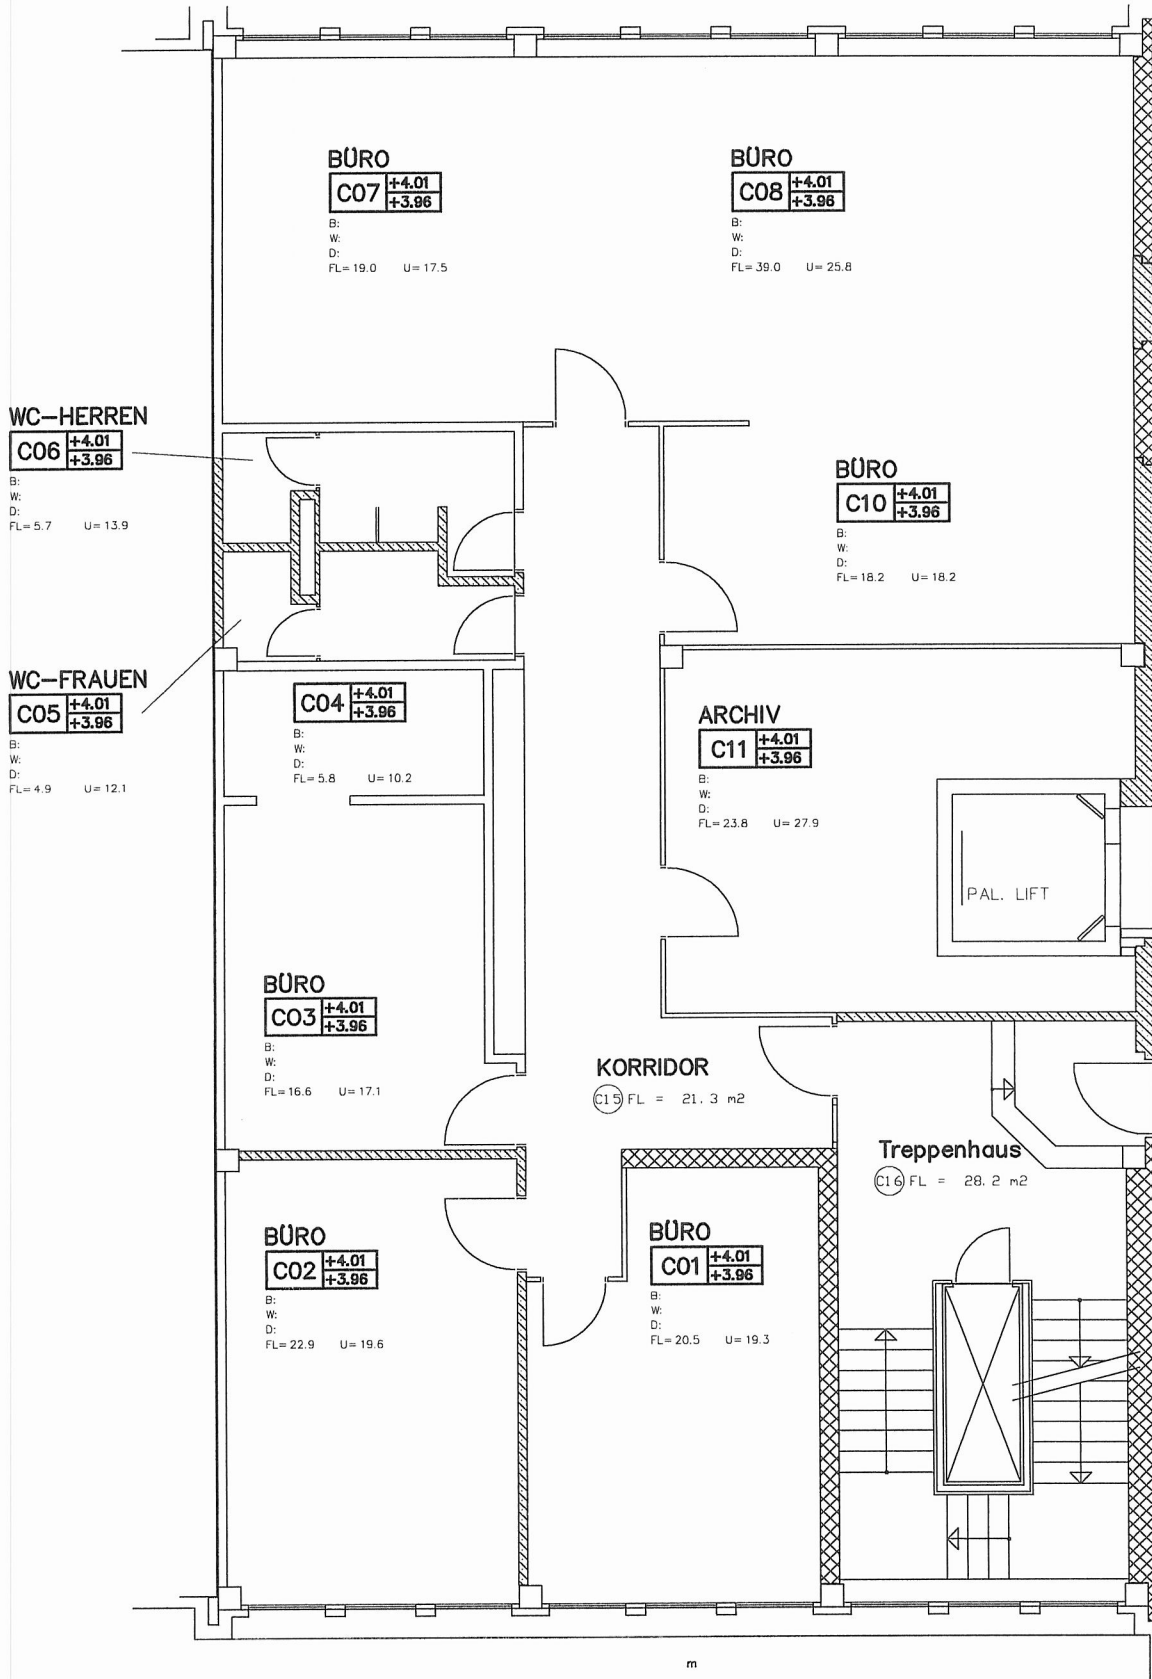 BÜRO
C07 +4.01
+3.96
B:
W:
D:
FL= 19.0 U= 17.5
BÜRO
C08 +4.01
+3.96
B:
W:
D:
FL= 39.0 U= 25.8
WC-HERREN
C06 +4.01
+3.96
B:
W:
D:
FL= 5.7 U= 13.9
BÜRO
C10 +4.01
+3.96
B:
W:
D:
FL= 18.2 U= 18.2
WC-FRAUEN
C05 +4.01
+3.96
B:
W:
D:
FL= 4.9 U= 12.1
C04 +4.01
+3.96
B:
W:
D:
FL= 5.8 U= 10.2
ARCHIV
C11 +4.01
+3.96
B:
W:
D:
FL= 23.8 U= 27.9
PAL. LIFT
BÜRO
C03 +4.01
+3.96
B:
W:
D:
FL= 16.6 U= 17.1
KORRIDOR
C15 FL = 21.3 m2
Treppenhaus
C16 FL = 28.2 m2
BÜRO
C02 +4.01
+3.96
B:
W:
D:
FL= 22.9 U= 19.6
BÜRO
C01 +4.01
+3.96
B:
W:
D:
FL= 20.5 U= 19.3
m